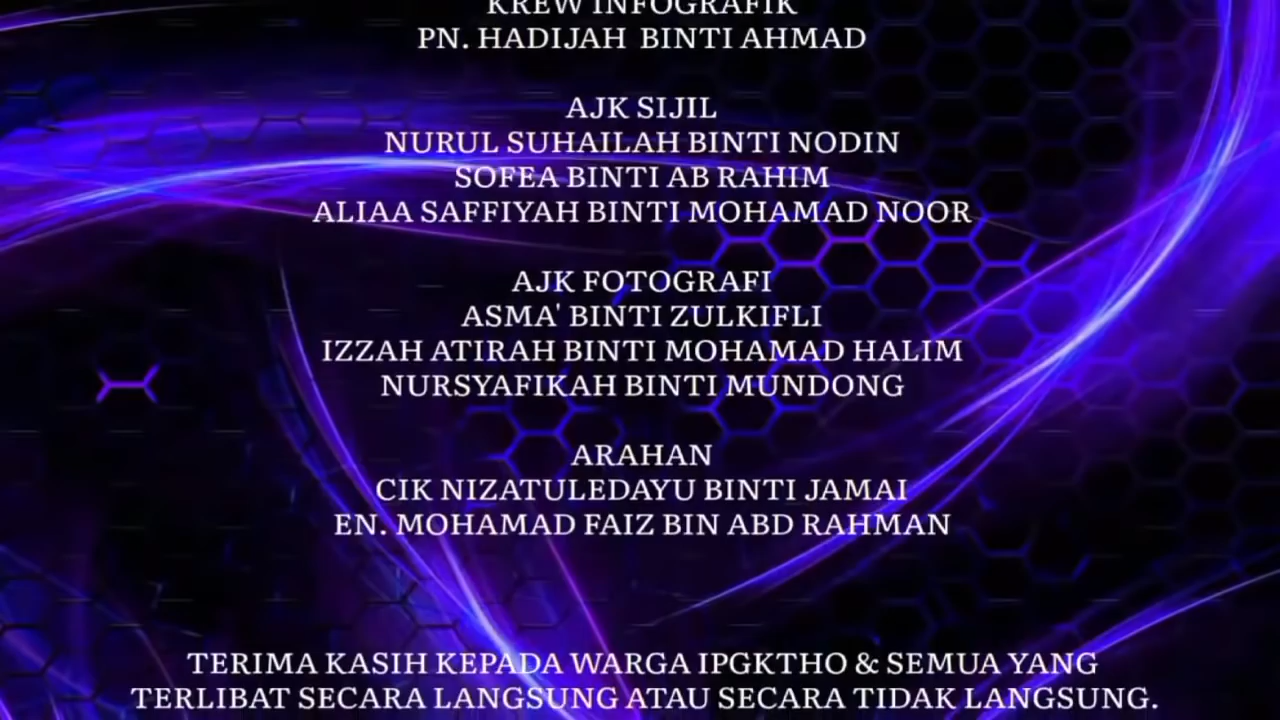 KREW INFOGRAFIK
PN. HADIJAH BINTI AHMAD
AJK SIJIL
NURUL SUHAILAH BINTI NODIN
SOFEA BINTI AB RAHIM
ALIAA SAFFIYAH BINTI MOHAMAD NOOR
AJK FOTOGRAFI
ASMA' BINTI ZULKIFLI
IZZAH ATIRAH BINTI MOHAMAD HALIM
NURSYAFIKAH BINTI MUNDONG
ARAHAN
CIK NIZATULEDAYU BINTI JAMAI
EN. MOHAMAD FAIZ BIN ABD RAHMAN
TERIMA KASIH KEPADA WARGA IPGKTHO & SEMUA YANG
TERLIBAT SECARA LANGSUNG ATAU SECARA TIDAK LANGSUNG.